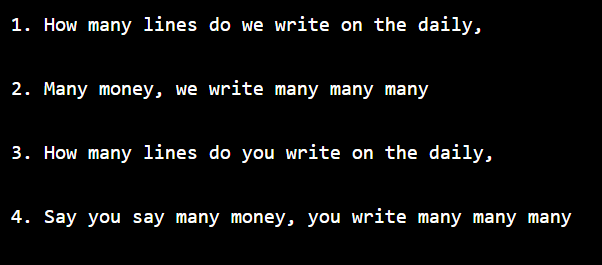 1. How many lines do we write on the daily,
2. Many money, we write many many many
3. How many lines do you write on the daily,
4. Say you say many money, you write many many many